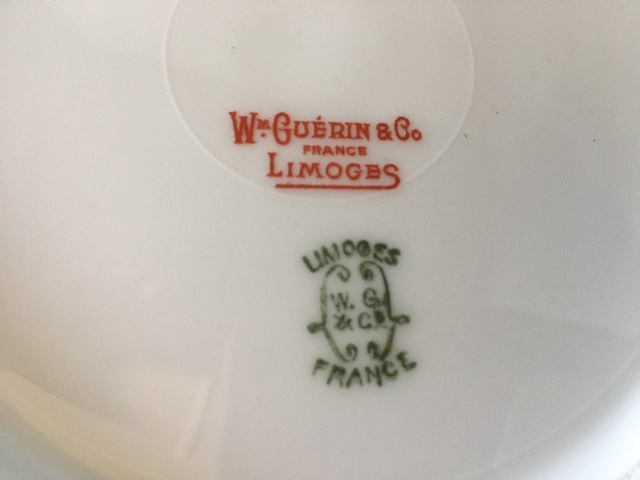 Wm. GUÉRIN & Co
FRANCE
LIMOGES
LIMOGES
W. G.
& Co
FRANCE